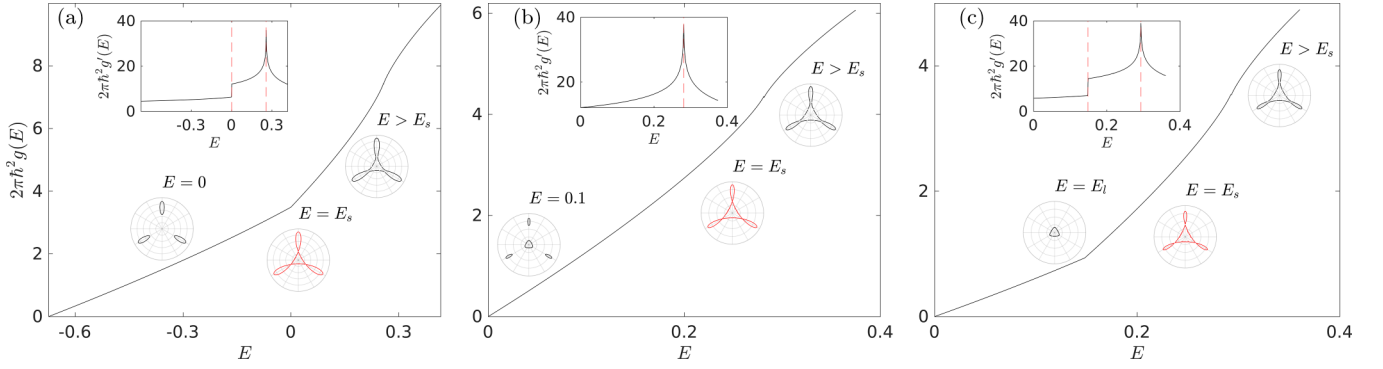 (a)
40
20
0
2πℏ²g′(E)
-0.3 0 0.3
E
8
6
4
2
0
2πℏ²g(E)
E > E_s
E = 0
E = E_s
-0.6 -0.3 0 0.3
E
(b)
40
20
2πℏ²g′(E)
0 0.2 0.4
E
6
4
2
0
E > E_s
E = E_s
E = 0.1
0 0.2 0.4
E
(c)
40
20
0
2πℏ²g′(E)
0 0.2 0.4
E
4
2
0
E > E_s
E = E_l
E = E_s
0 0.2 0.4
E